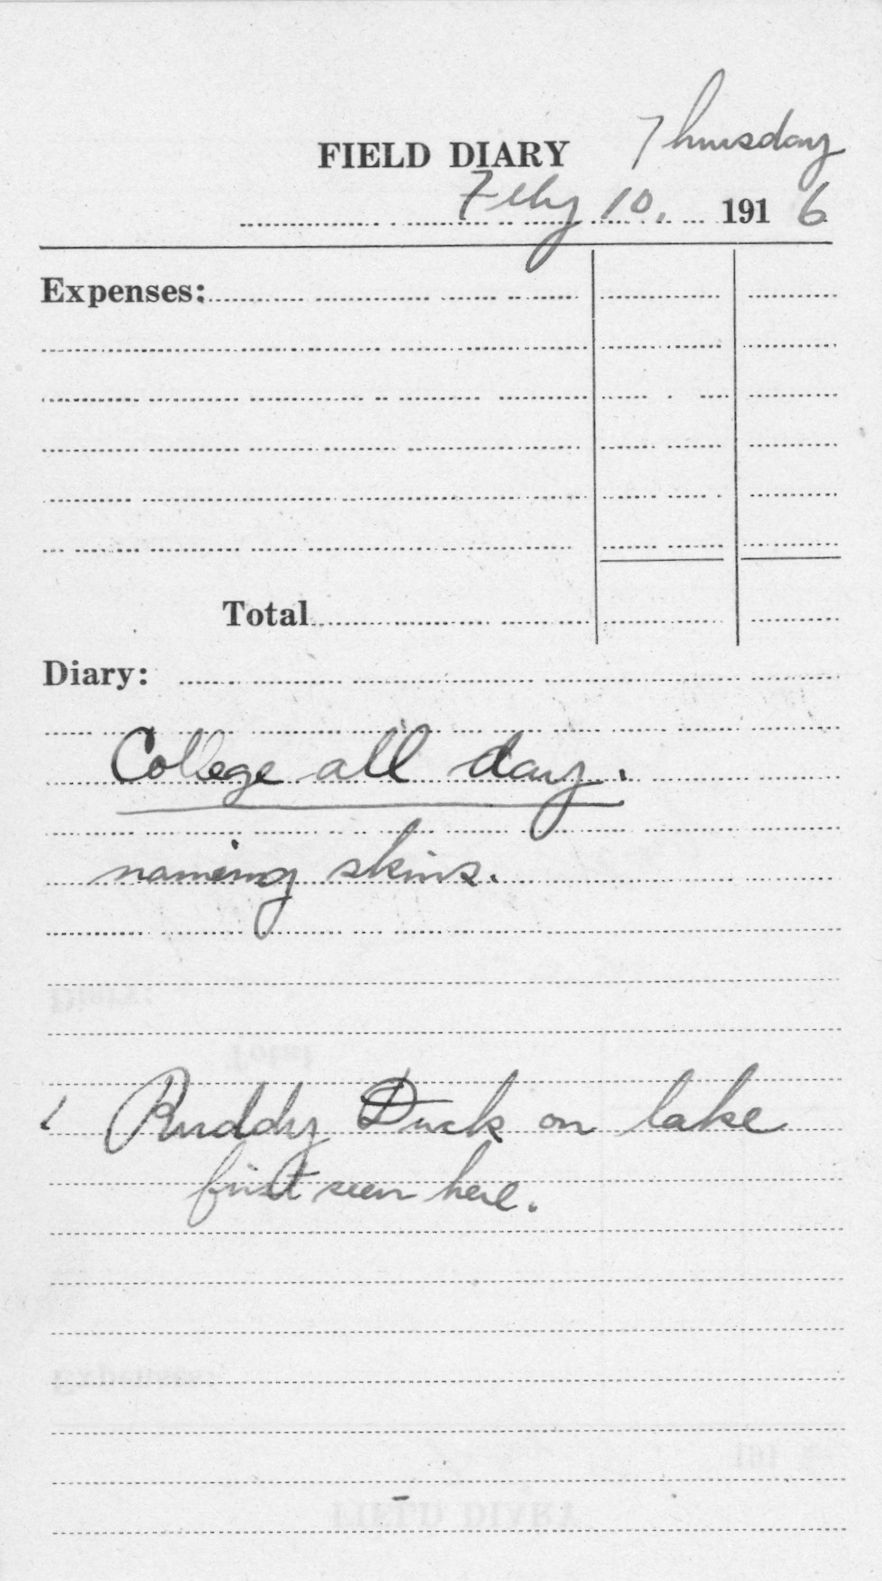 FIELD DIARY Thursday
Feby 10, 1916
Expenses:
Total
Diary:
College all day.
naming skins.
1 Ruddy Duck on lake
first seen here.